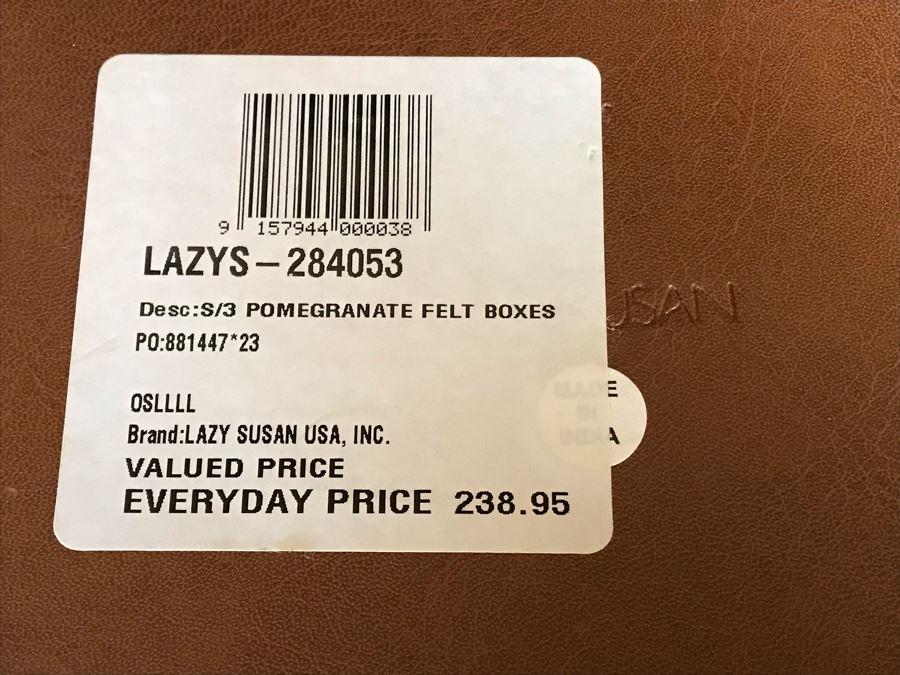 9 157944 000038
LAZYS-284053
Desc:S/3 POMEGRANATE FELT BOXES
PO:881447*23
OSLLLL
Brand:LAZY SUSAN USA, INC.
VALUED PRICE
EVERYDAY PRICE 238.95
USAN
MADE
IN
INDIA